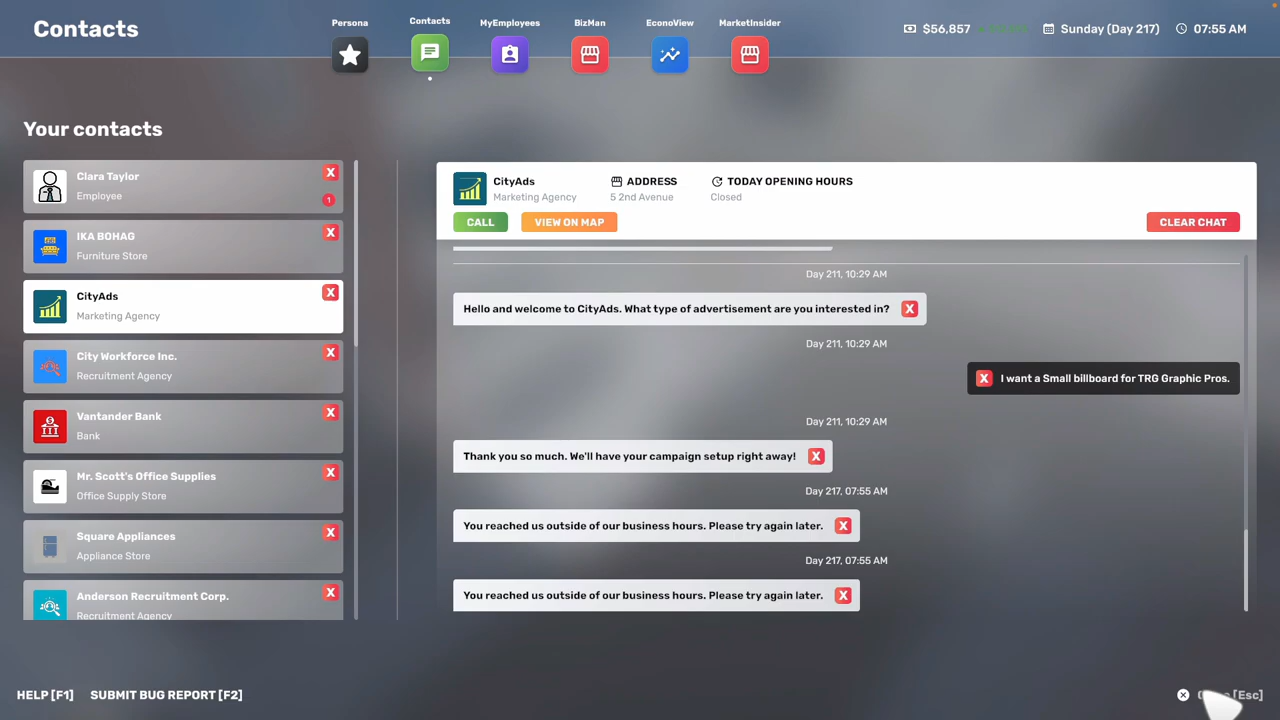 Contacts
Persona
Contacts
MyEmployees
BizMan
EconoView
MarketInsider
$56,857
Sunday (Day 217)
07:55 AM
Your contacts
Clara Taylor
Employee
X
1
IKA BOHAG
Furniture Store
X
CityAds
Marketing Agency
X
City Workforce Inc.
Recruitment Agency
X
Vantander Bank
Bank
X
Mr. Scott's Office Supplies
Office Supply Store
X
Square Appliances
Appliance Store
X
Anderson Recruitment Corp.
Recruitment Agency
X
CityAds
Marketing Agency
ADDRESS
5 2nd Avenue
TODAY OPENING HOURS
Closed
CALL
VIEW ON MAP
CLEAR CHAT
Day 211, 10:29 AM
Hello and welcome to CityAds. What type of advertisement are you interested in? X
Day 211, 10:29 AM
X I want a Small billboard for TRG Graphic Pros.
Day 211, 10:29 AM
Thank you so much. We'll have your campaign setup right away! X
Day 217, 07:55 AM
You reached us outside of our business hours. Please try again later. X
Day 217, 07:55 AM
You reached us outside of our business hours. Please try again later. X
HELP [F1]
SUBMIT BUG REPORT [F2]
[Esc]